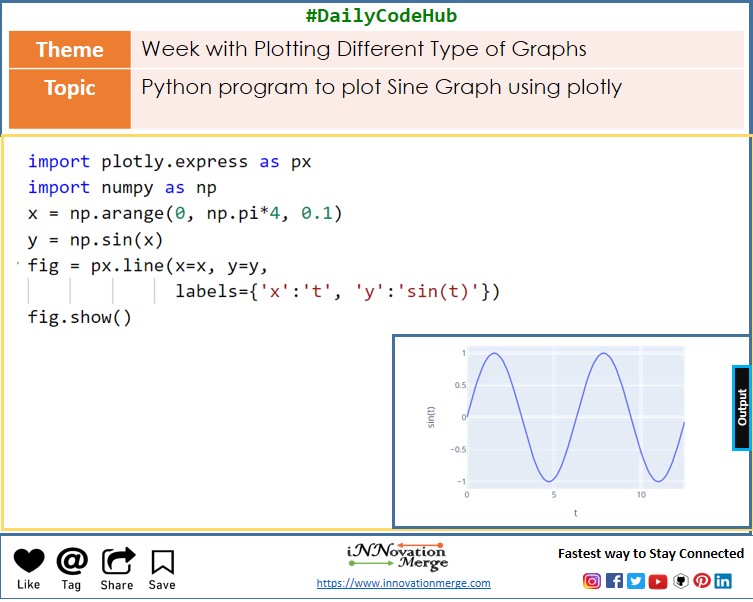 #DailyCodeHub
Theme
Week with Plotting Different Type of Graphs
Topic
Python program to plot Sine Graph using plotly
import plotly.express as px
import numpy as np
x = np.arange(0, np.pi*4, 0.1)
y = np.sin(x)
fig = px.line(x=x, y=y,
labels={'x':'t', 'y':'sin(t)'})
fig.show()
1
0.5
0
−0.5
−1
sin(t)
0 5 10
t
Output
Like Tag Share Save
iNNovation
Merge
https://www.innovationmerge.com
Fastest way to Stay Connected